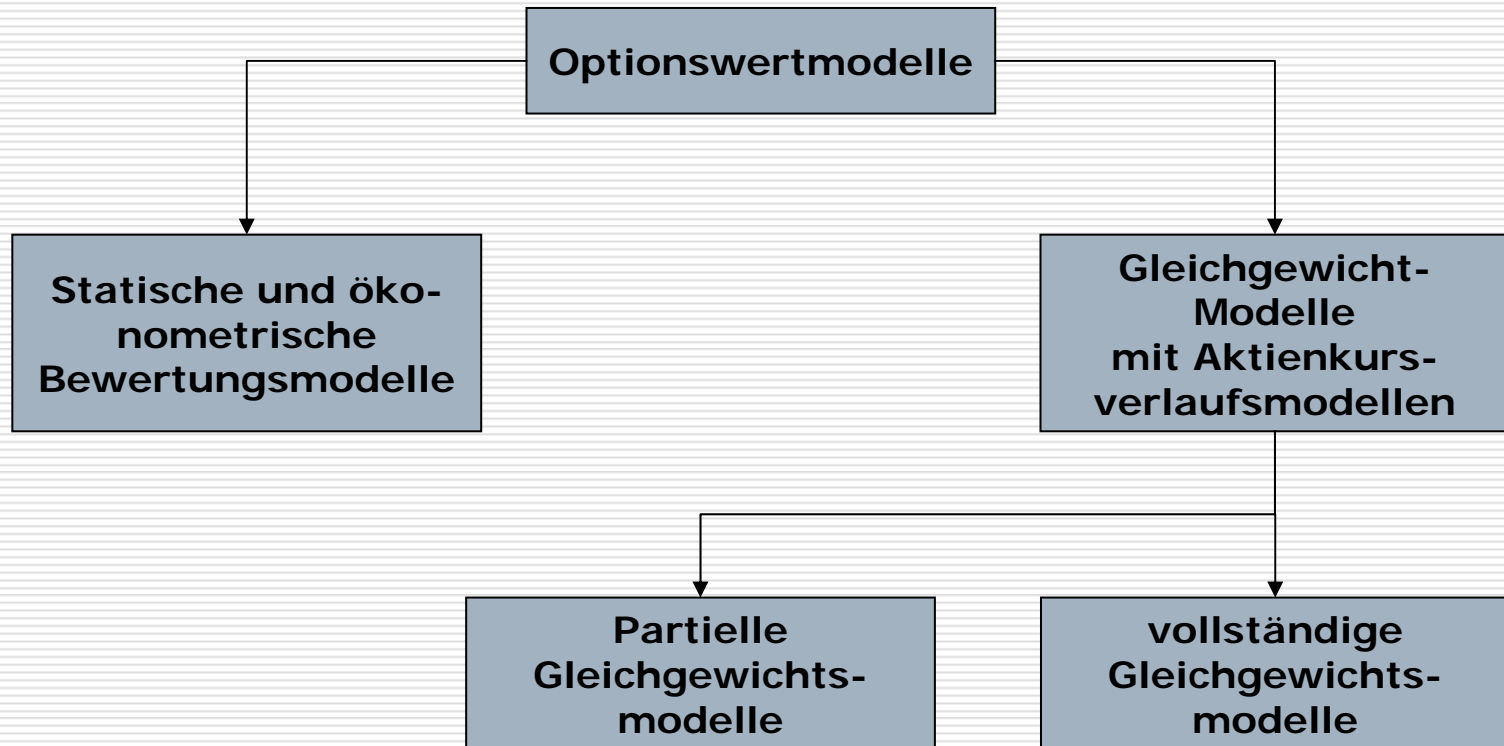 Optionswertmodelle
Statische und öko-
nometrische
Bewertungsmodelle
Gleichgewicht-
Modelle
mit Aktienkurs-
verlaufsmodellen
Partielle
Gleichgewichts-
modelle
vollständige
Gleichgewichts-
modelle